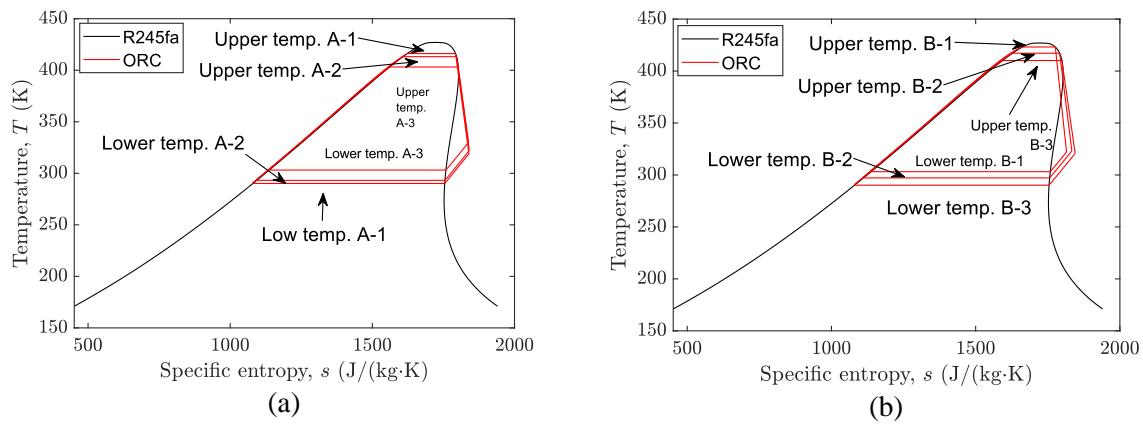 450
400
350
300
250
200
150
500
1000
1500
2000
Temperature, T (K)
Specific entropy, s (J/(kg·K)
R245fa
ORC
Upper temp. A-1
Upper temp. A-2
Upper
temp.
A-3
Lower temp. A-2
Lower temp. A-3
Low temp. A-1
(a)
450
400
350
300
250
200
150
500
1000
1500
2000
Temperature, T (K)
Specific entropy, s (J/(kg·K)
R245fa
ORC
Upper temp. B-1
Upper temp. B-2
Upper temp.
B-3
Lower temp. B-2
Lower temp. B-1
Lower temp. B-3
(b)